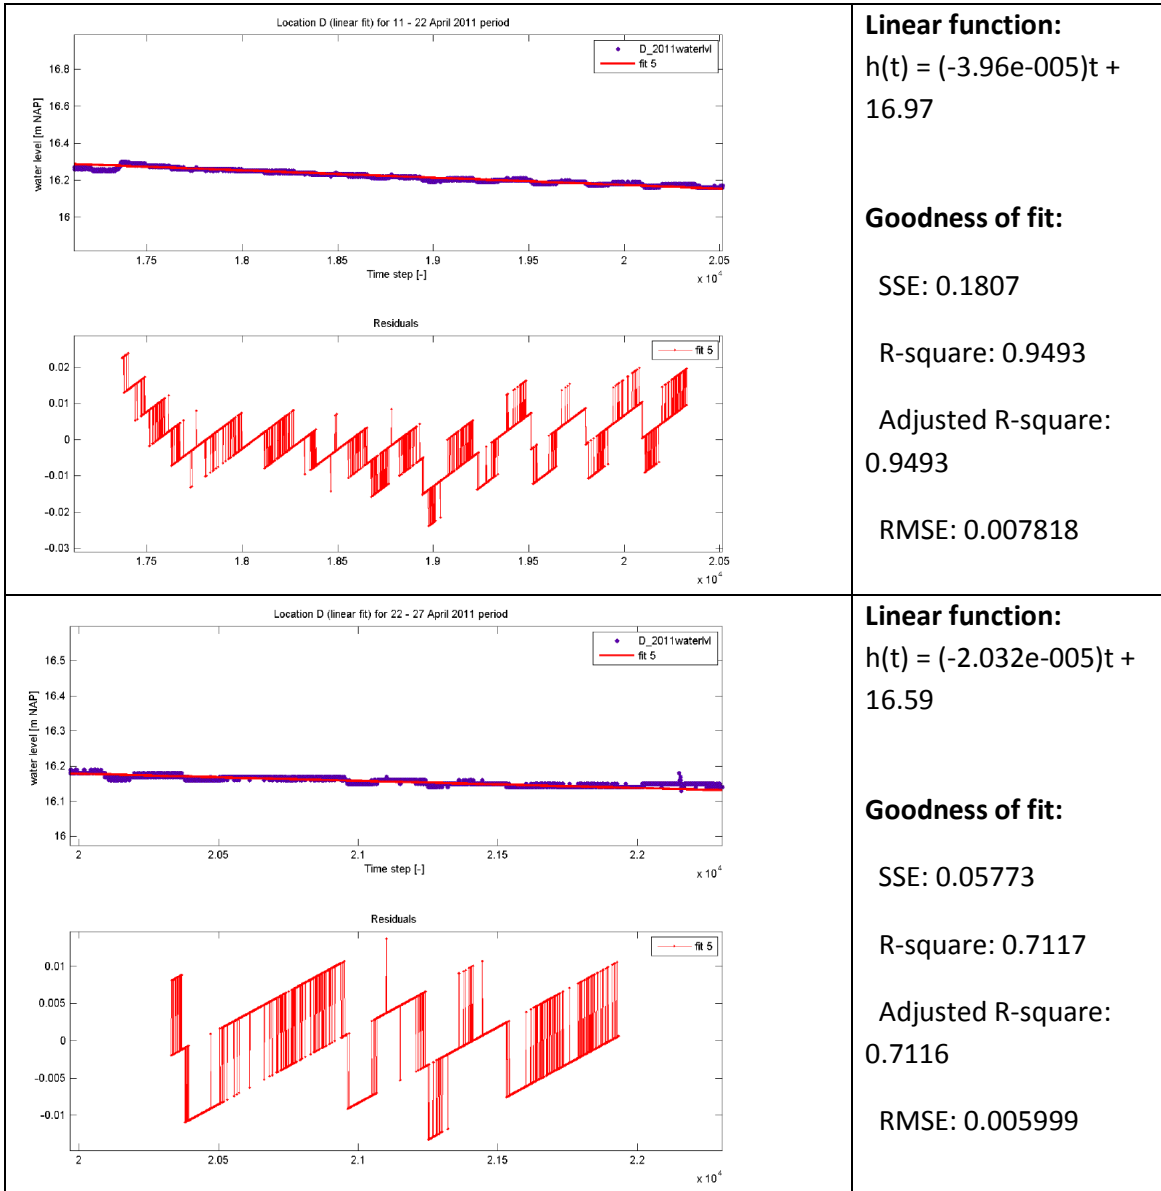 Location D (linear fit) for 11 - 22 April 2011 period
D_2011waterlvl
fit 5
water level [m NAP]
16.8
16.6
16.4
16.2
16
1.75
1.8
1.85
1.9
1.95
2
2.05
Time step [-]
x 10^4
Residuals
fit 5
0.02
0.01
0
-0.01
-0.02
-0.03
1.75
1.8
1.85
1.9
1.95
2
2.05
x 10^4
Linear function:
h(t) = (-3.96e-005)t +
16.97
Goodness of fit:
SSE: 0.1807
R-square: 0.9493
Adjusted R-square:
0.9493
RMSE: 0.007818
Location D (linear fit) for 22 - 27 April 2011 period
D_2011waterlvl
fit 5
water level [m NAP]
16.5
16.4
16.3
16.2
16.1
16
2
2.05
2.1
2.15
2.2
Time step [-]
x 10^4
Residuals
fit 5
0.01
0.005
0
-0.005
-0.01
2
2.05
2.1
2.15
2.2
x 10^4
Linear function:
h(t) = (-2.032e-005)t +
16.59
Goodness of fit:
SSE: 0.05773
R-square: 0.7117
Adjusted R-square:
0.7116
RMSE: 0.005999